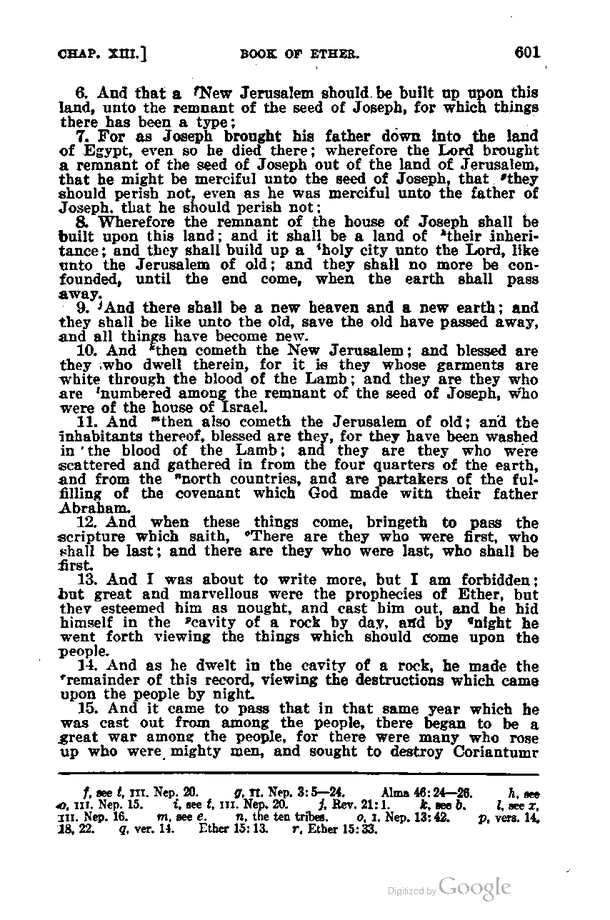 CHAP. XIII.] BOOK OF ETHER. 601
6. And that a fNew Jerusalem should be built up upon this
land, unto the remnant of the seed of Joseph, for which things
there has been a type;
7. For as Joseph brought his father down into the land
of Egypt, even so he died there; wherefore the Lord brought
a remnant of the seed of Joseph out of the land of Jerusalem,
that he might be merciful unto the seed of Joseph, that gthey
should perish not, even as he was merciful unto the father of
Joseph, that he should perish not;
8. Wherefore the remnant of the house of Joseph shall be
built upon this land; and it shall be a land of htheir inheri-
tance; and they shall build up a iholy city unto the Lord, like
unto the Jerusalem of old; and they shall no more be con-
founded, until the end come, when the earth shall pass
away.
9. jAnd there shall be a new heaven and a new earth; and
they shall be like unto the old, save the old have passed away,
and all things have become new.
10. And kthen cometh the New Jerusalem; and blessed are
they who dwell therein, for it is they whose garments are
white through the blood of the Lamb; and they are they who
are lnumbered among the remnant of the seed of Joseph, who
were of the house of Israel.
11. And mthen also cometh the Jerusalem of old; and the
inhabitants thereof, blessed are they, for they have been washed
in the blood of the Lamb; and they are they who were
scattered and gathered in from the four quarters of the earth,
and from the nnorth countries, and are partakers of the ful-
filling of the covenant which God made with their father
Abraham.
12. And when these things come, bringeth to pass the
scripture which saith, oThere are they who were first, who
shall be last; and there are they who were last, who shall be
first.
13. And I was about to write more, but I am forbidden;
but great and marvellous were the prophecies of Ether, but
they esteemed him as nought, and cast him out, and he hid
himself in the pcavity of a rock by day, and by qnight he
went forth viewing the things which should come upon the
people.
14. And as he dwelt in the cavity of a rock, he made the
rremainder of this record, viewing the destructions which came
upon the people by night.
15. And it came to pass that in that same year which he
was cast out from among the people, there began to be a
great war among the people, for there were many who rose
up who were mighty men, and sought to destroy Coriantumr
f, see t, III. Nep. 20. g, II. Nep. 3:5—24. Alma 46:24—26. h, see
o, III. Nep. 15. i, see t, III. Nep. 20. j, Rev. 21:1. k, see b. l, see x,
III. Nep. 16. m, see e. n, the ten tribes. o, I. Nep. 13:42. p, vers. 14,
18, 22. q, ver. 14. Ether 15:13. r, Ether 15:33.
Digitized by Google